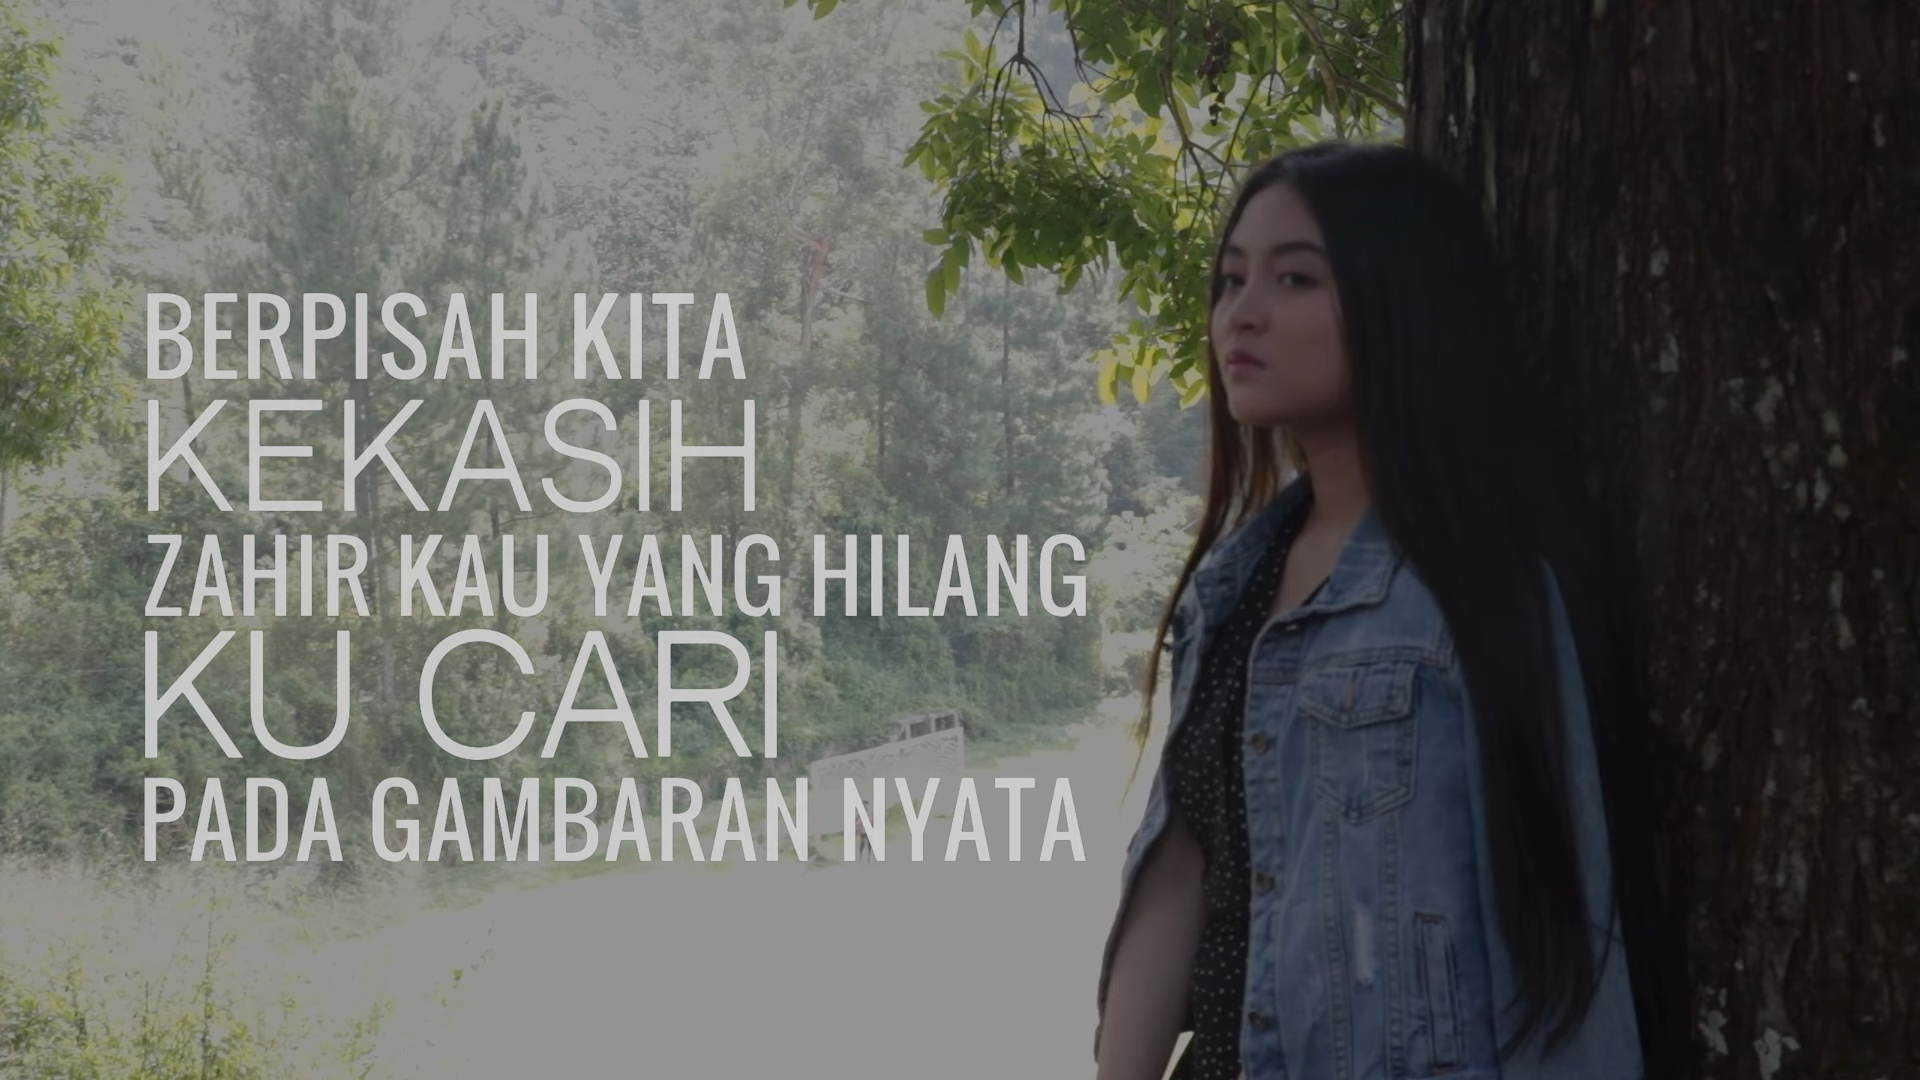 BERPISAH KITA
KEKASIH
ZAHIR KAU YANG HILANG
KU CARI
PADA GAMBARAN NYATA